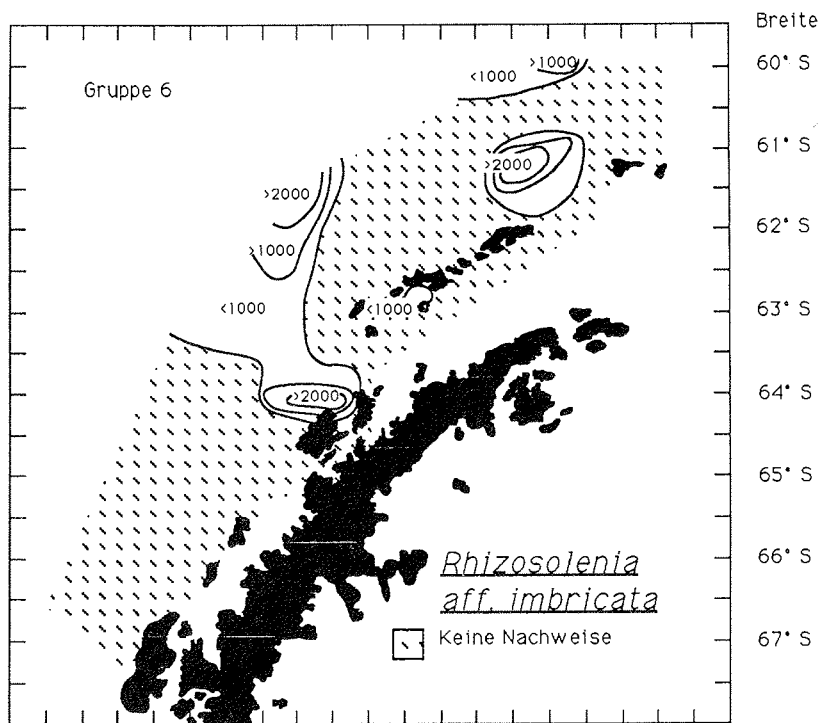 Breite
<1000
>1000
60° S
Gruppe 6
61° S
>2000
>2000
62° S
>1000
<1000
<1000
63° S
>2000
64° S
65° S
Rhizosolenia
66° S
aff. imbricata
Keine Nachweise
67° S